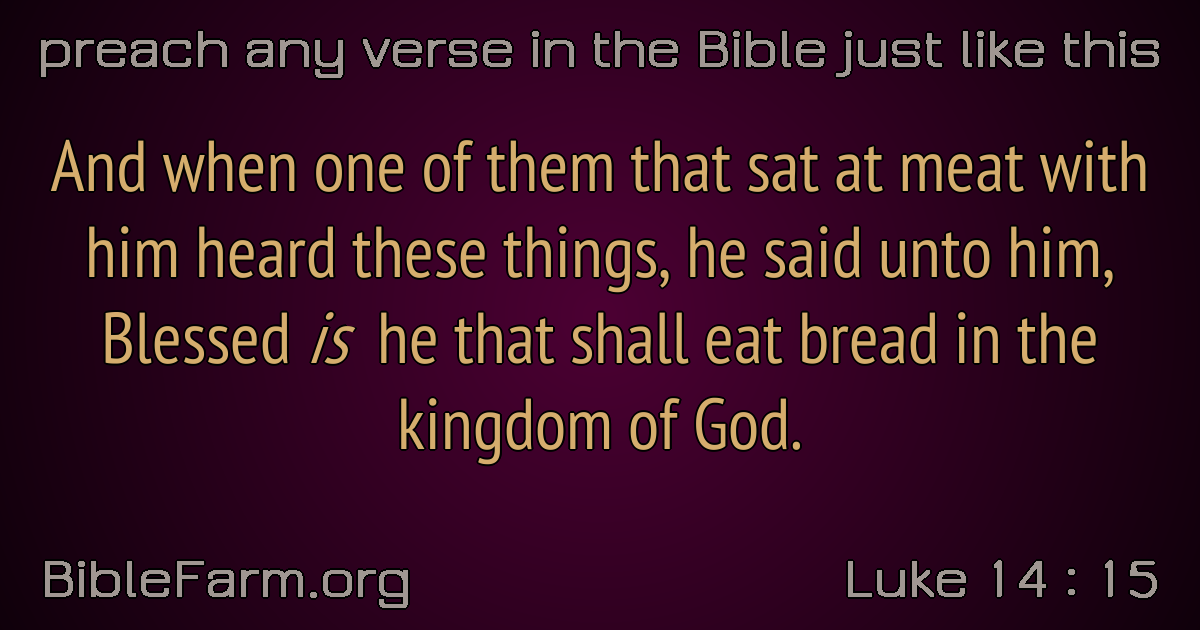 preach any verse in the Bible just like this
And when one of them that sat at meat with
him heard these things, he said unto him,
Blessed is he that shall eat bread in the
kingdom of God.
BibleFarm.org
Luke 14 : 15